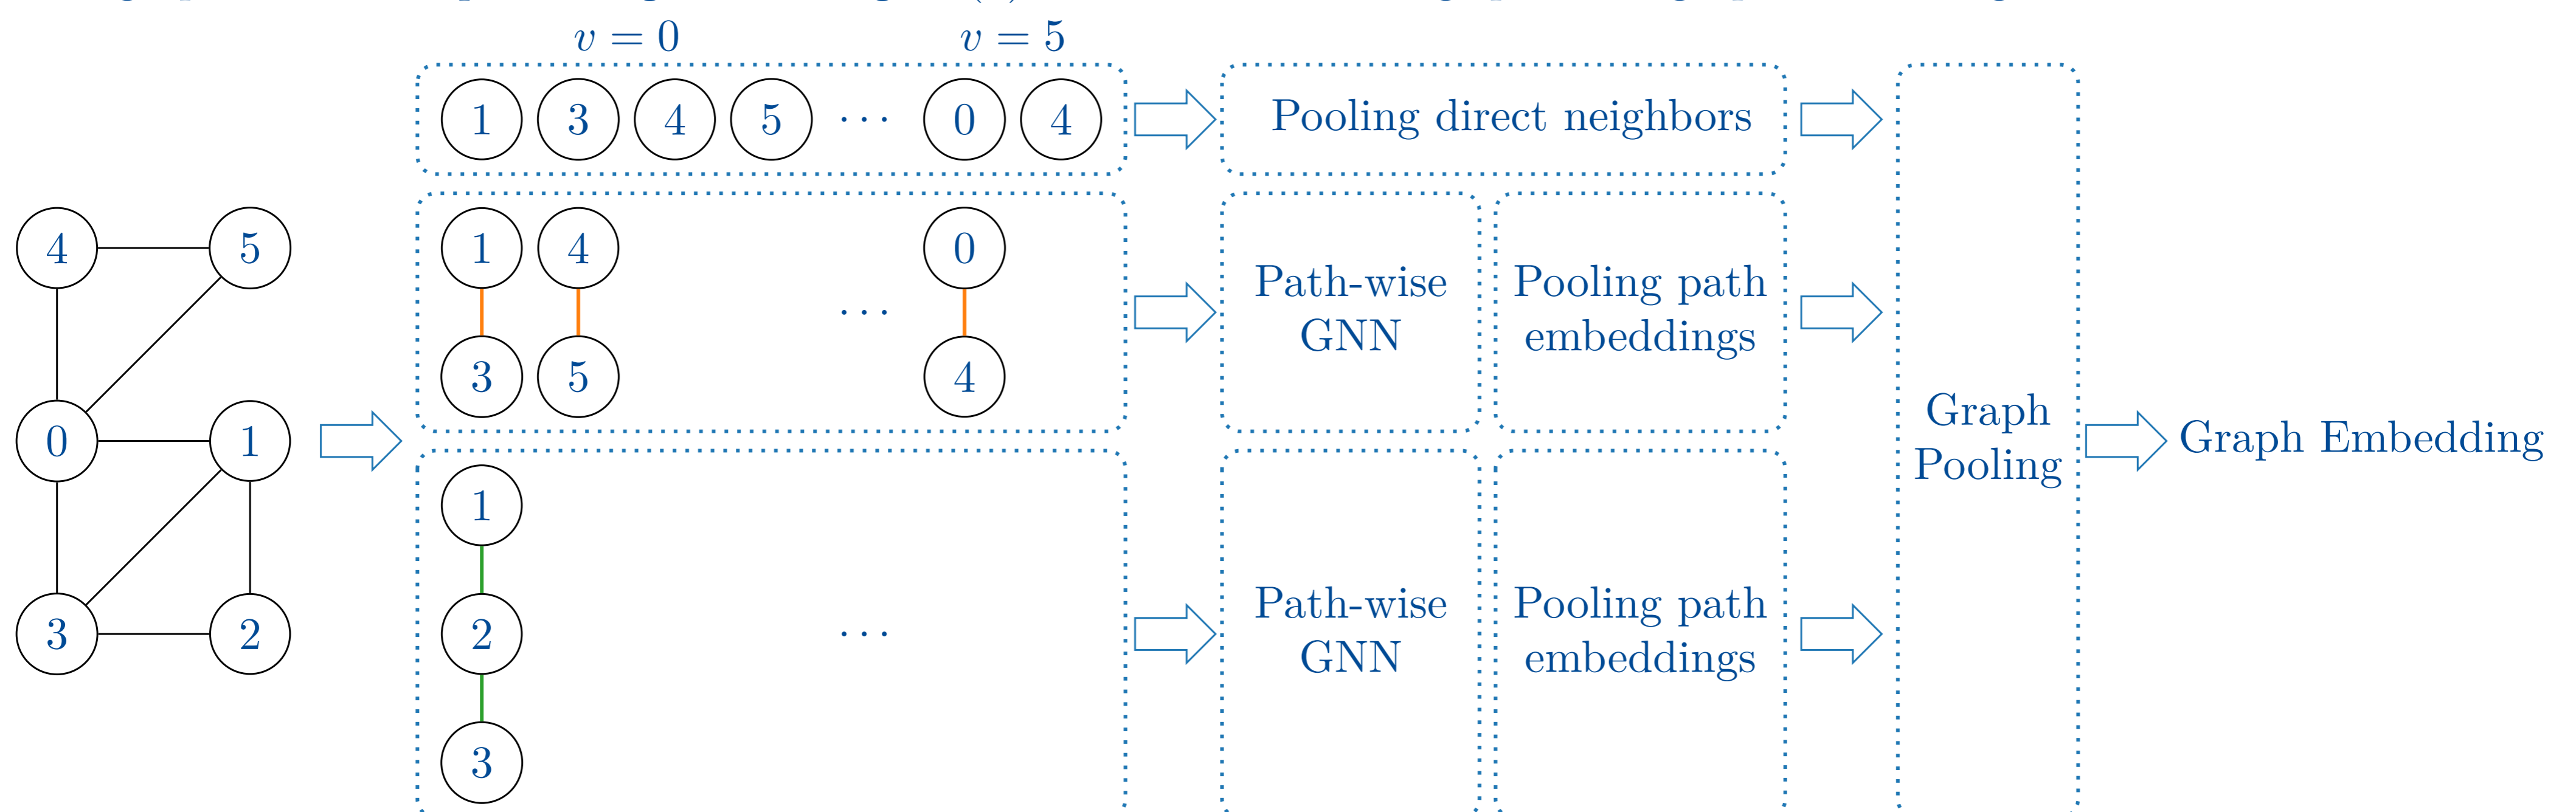 v = 0
v = 5
1 3 4 5 ··· 0 4
Pooling direct neighbors
4 5
0 1
3 2
1 4 ··· 0
3 5 4
Path-wise
GNN
Pooling path
embeddings
1
2 ···
3
Path-wise
GNN
Pooling path
embeddings
Graph
Pooling
Graph Embedding